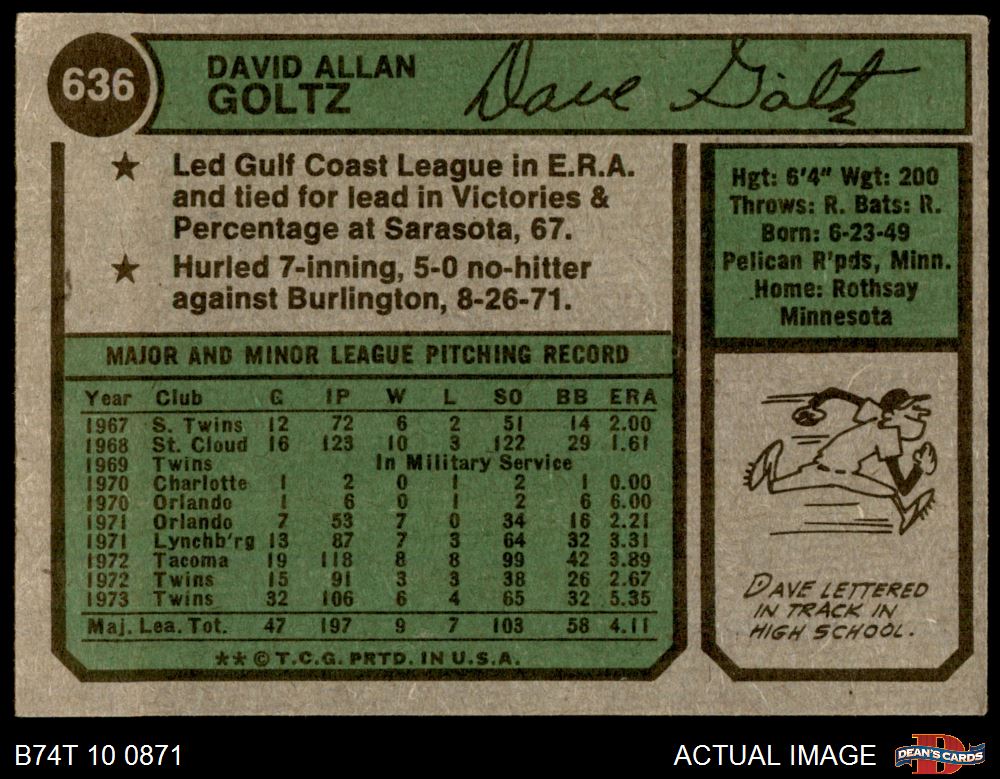 636
DAVID ALLAN
GOLTZ
Dave Goltz
★ Led Gulf Coast League in E.R.A.
and tied for lead in Victories &
Percentage at Sarasota, 67.
★ Hurled 7-inning, 5-0 no-hitter
against Burlington, 8-26-71.
Hgt: 6'4" Wgt: 200
Throws: R. Bats: R.
Born: 6-23-49
Pelican R'pds, Minn.
Home: Rothsay
Minnesota
MAJOR AND MINOR LEAGUE PITCHING RECORD
Year Club G IP W L SO BB ERA
1967 S. Twins 12 72 6 2 51 14 2.00
1968 St. Cloud 16 123 10 3 122 29 1.61
1969 Twins In Military Service
1970 Charlotte 1 2 0 1 2 1 0.00
1970 Orlando 1 6 0 1 2 6 6.00
1971 Orlando 7 53 7 0 34 16 2.21
1971 Lynchb'rg 13 87 7 3 64 32 3.31
1972 Tacoma 19 118 8 8 99 42 3.89
1972 Twins 15 91 3 3 38 26 2.67
1973 Twins 32 106 6 4 65 32 5.35
Maj. Lea. Tot. 47 197 9 7 103 58 4.11
**© T.C.G. PRTD. IN U.S.A.
DAVE LETTERED
IN TRACK IN
HIGH SCHOOL.
B74T 10 0871
ACTUAL IMAGE
D
DEAN'S CARDS